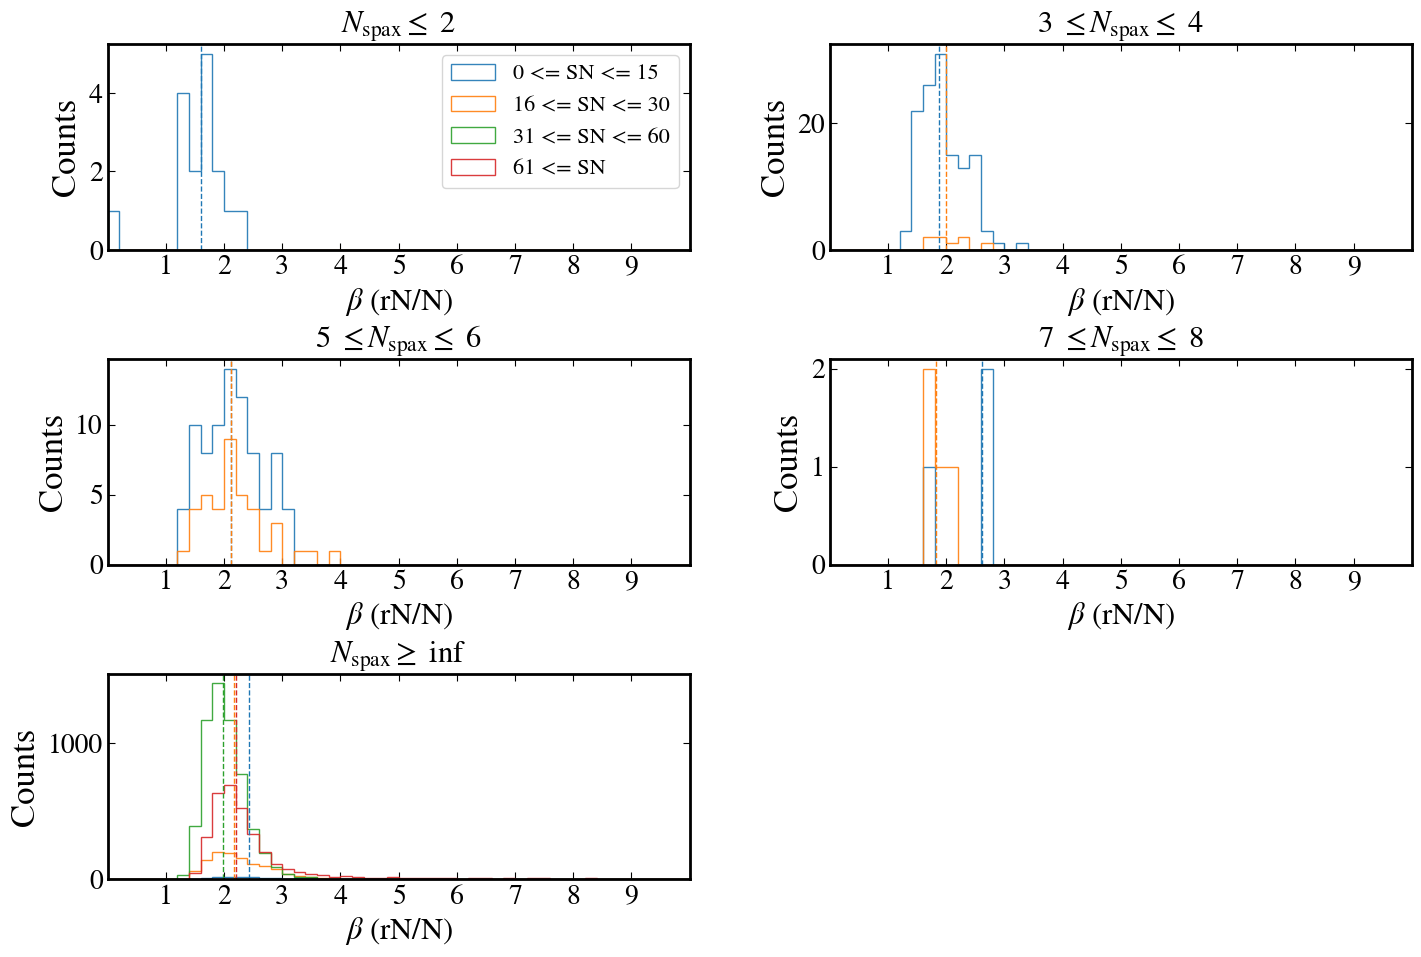 N_spax ≤ 2
Counts
4
2
0
0 <= SN <= 15
16 <= SN <= 30
31 <= SN <= 60
61 <= SN
1 2 3 4 5 6 7 8 9
β (rN/N)
3 ≤ N_spax ≤ 4
Counts
20
0
1 2 3 4 5 6 7 8 9
β (rN/N)
5 ≤ N_spax ≤ 6
Counts
10
5
0
1 2 3 4 5 6 7 8 9
β (rN/N)
7 ≤ N_spax ≤ 8
Counts
2
1
0
1 2 3 4 5 6 7 8 9
β (rN/N)
N_spax ≥ inf
Counts
1000
0
1 2 3 4 5 6 7 8 9
β (rN/N)